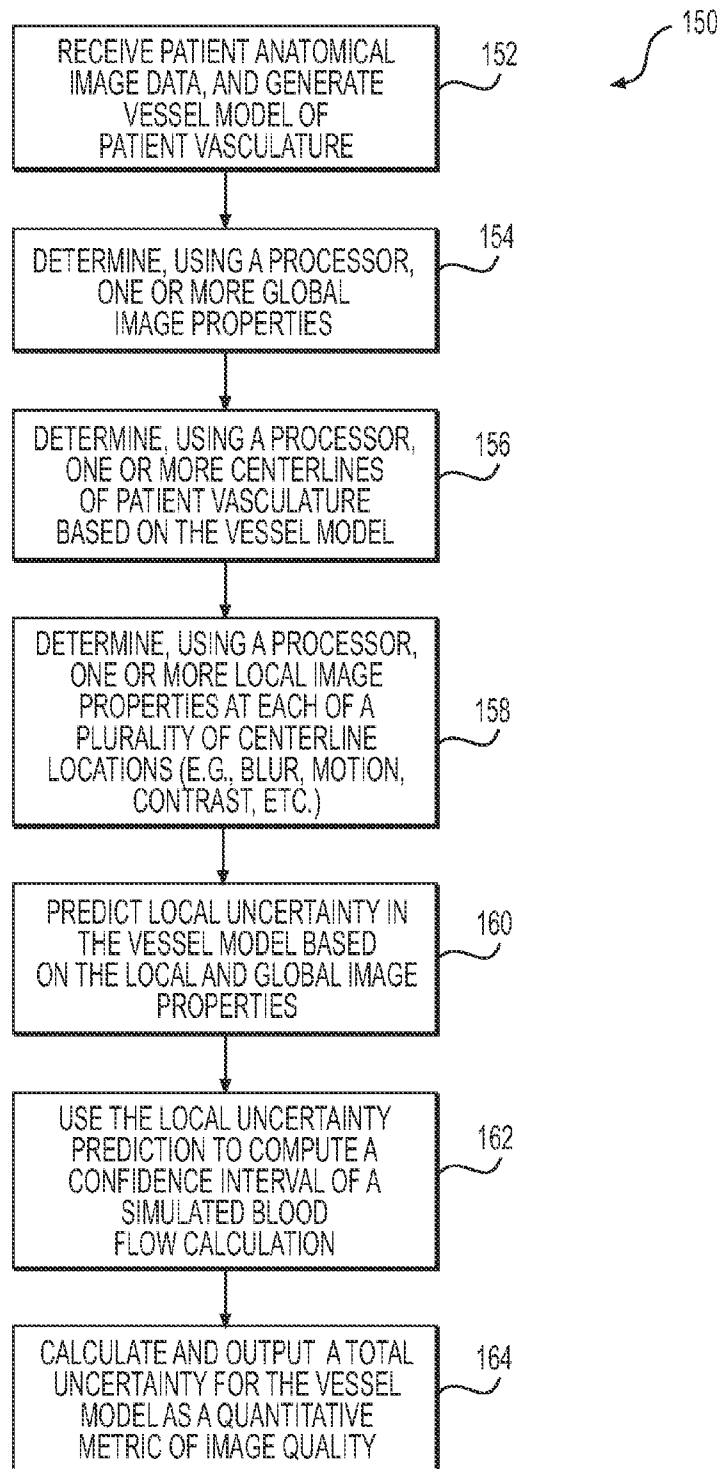 150
RECEIVE PATIENT ANATOMICAL
IMAGE DATA, AND GENERATE
VESSEL MODEL OF
PATIENT VASCULATURE
152
DETERMINE, USING A PROCESSOR,
ONE OR MORE GLOBAL
IMAGE PROPERTIES
154
DETERMINE, USING A PROCESSOR,
ONE OR MORE CENTERLINES
OF PATIENT VASCULATURE
BASED ON THE VESSEL MODEL
156
DETERMINE, USING A PROCESSOR,
ONE OR MORE LOCAL IMAGE
PROPERTIES AT EACH OF A
PLURALITY OF CENTERLINE
LOCATIONS (E.G., BLUR, MOTION,
CONTRAST, ETC.)
158
PREDICT LOCAL UNCERTAINTY IN
THE VESSEL MODEL BASED
ON THE LOCAL AND GLOBAL IMAGE
PROPERTIES
160
USE THE LOCAL UNCERTAINTY
PREDICTION TO COMPUTE A
CONFIDENCE INTERVAL OF A
SIMULATED BLOOD
FLOW CALCULATION
162
CALCULATE AND OUTPUT A TOTAL
UNCERTAINTY FOR THE VESSEL
MODEL AS A QUANTITATIVE
METRIC OF IMAGE QUALITY
164